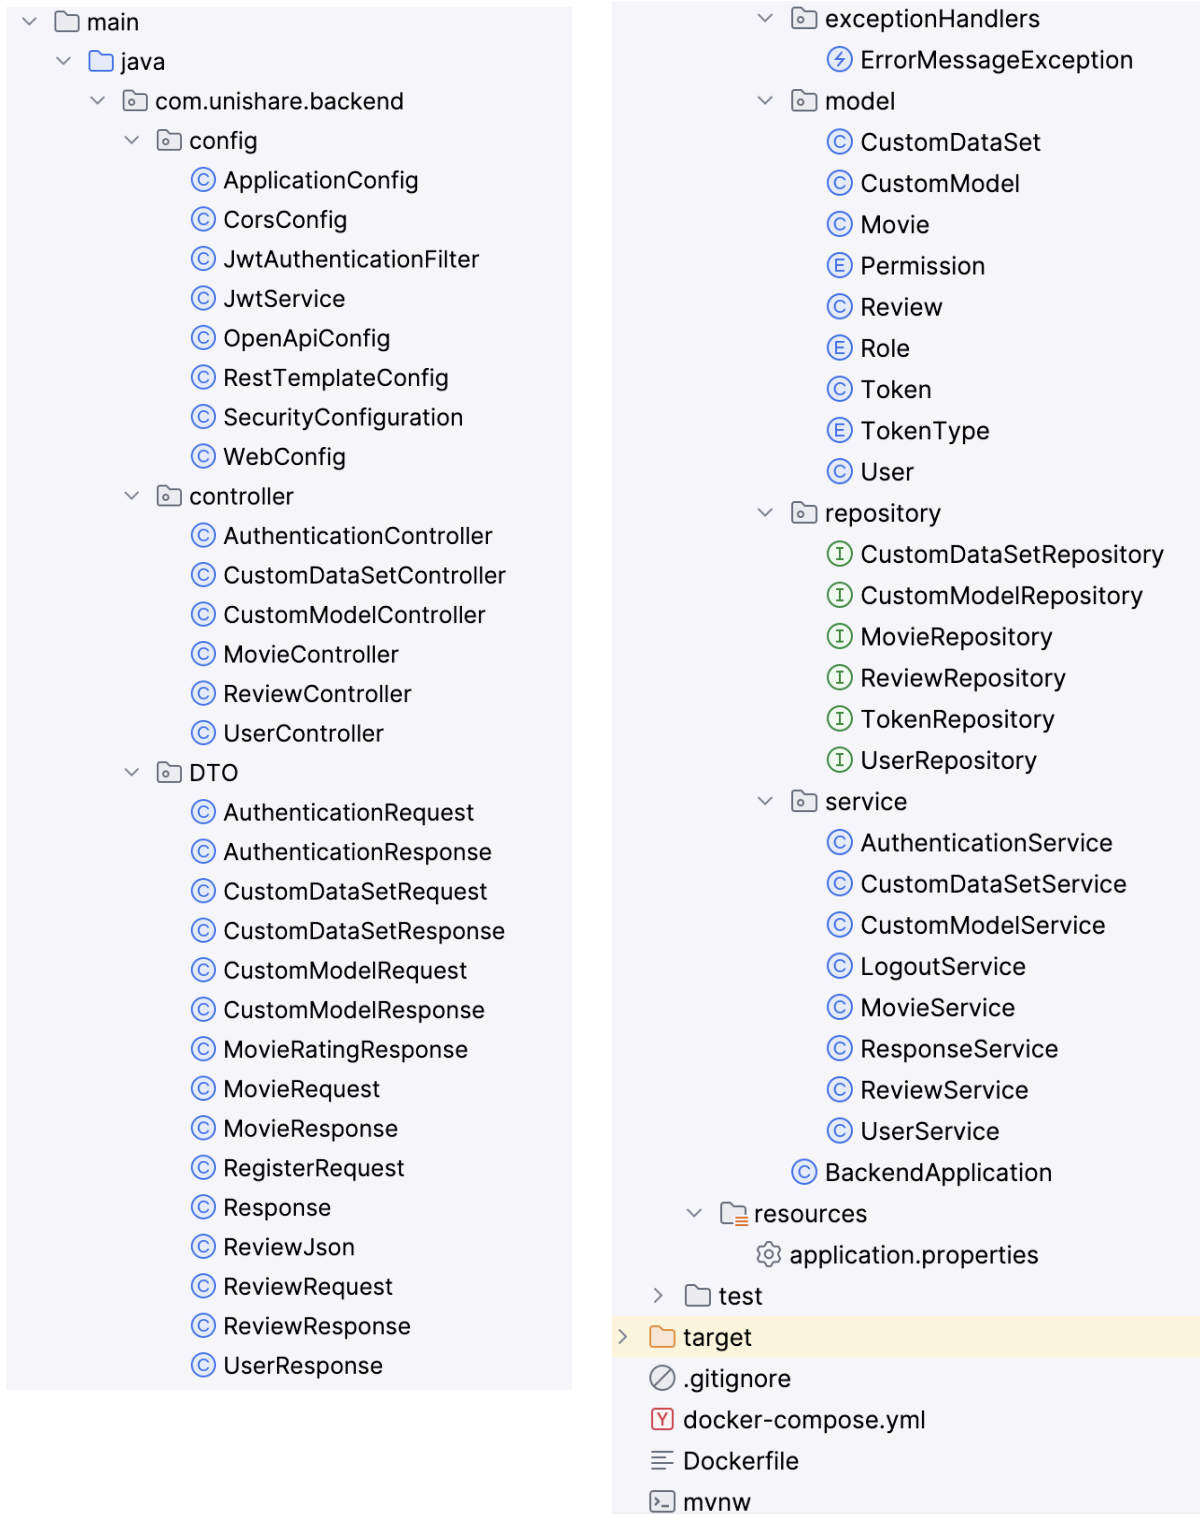 main
java
com.unishare.backend
config
ApplicationConfig
CorsConfig
JwtAuthenticationFilter
JwtService
OpenApiConfig
RestTemplateConfig
SecurityConfiguration
WebConfig
controller
AuthenticationController
CustomDataSetController
CustomModelController
MovieController
ReviewController
UserController
DTO
AuthenticationRequest
AuthenticationResponse
CustomDataSetRequest
CustomDataSetResponse
CustomModelRequest
CustomModelResponse
MovieRatingResponse
MovieRequest
MovieResponse
RegisterRequest
Response
ReviewJson
ReviewRequest
ReviewResponse
UserResponse
exceptionHandlers
ErrorMessageException
model
CustomDataSet
CustomModel
Movie
Permission
Review
Role
Token
TokenType
User
repository
CustomDataSetRepository
CustomModelRepository
MovieRepository
ReviewRepository
TokenRepository
UserRepository
service
AuthenticationService
CustomDataSetService
CustomModelService
LogoutService
MovieService
ResponseService
ReviewService
UserService
BackendApplication
resources
application.properties
test
target
.gitignore
docker-compose.yml
Dockerfile
mvnw